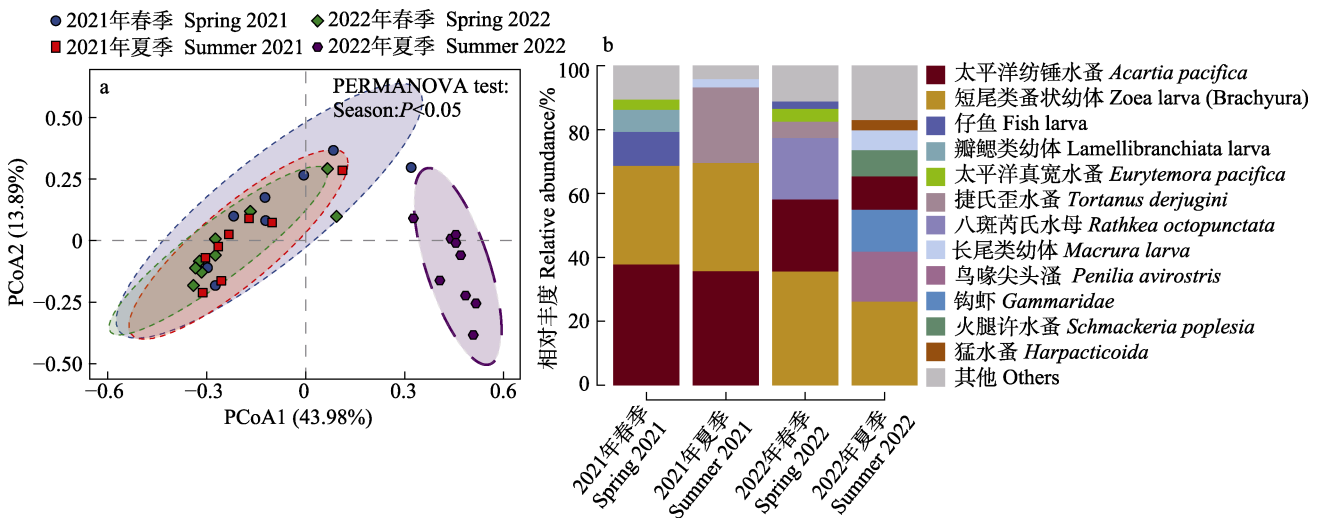 2021年春季 Spring 2021
2022年春季 Spring 2022
2021年夏季 Summer 2021
2022年夏季 Summer 2022
a
PERMANOVA test:
Season:P<0.05
PCoA2 (13.89%)
0.50
0.25
0
−0.25
−0.50
−0.6
−0.3
0
0.3
0.6
PCoA1 (43.98%)
b
相对丰度 Relative abundance/%
100
80
60
40
20
0
2021年春季
Spring 2021
2021年夏季
Summer 2021
2022年春季
Spring 2022
2022年夏季
Summer 2022
太平洋纺锤水蚤 Acartia pacifica
短尾类蚤状幼体 Zoea larva (Brachyura)
仔鱼 Fish larva
瓣鳃类幼体 Lamellibranchiata larva
太平洋真宽水蚤 Eurytemora pacifica
捷氏歪水蚤 Tortanus derjugini
八斑芮氏水母 Rathkea octopunctata
长尾类幼体 Macrura larva
鸟喙尖头溞 Penilia avirostris
钩虾 Gammaridae
火腿许水蚤 Schmackeria poplesia
猛水蚤 Harpacticoida
其他 Others